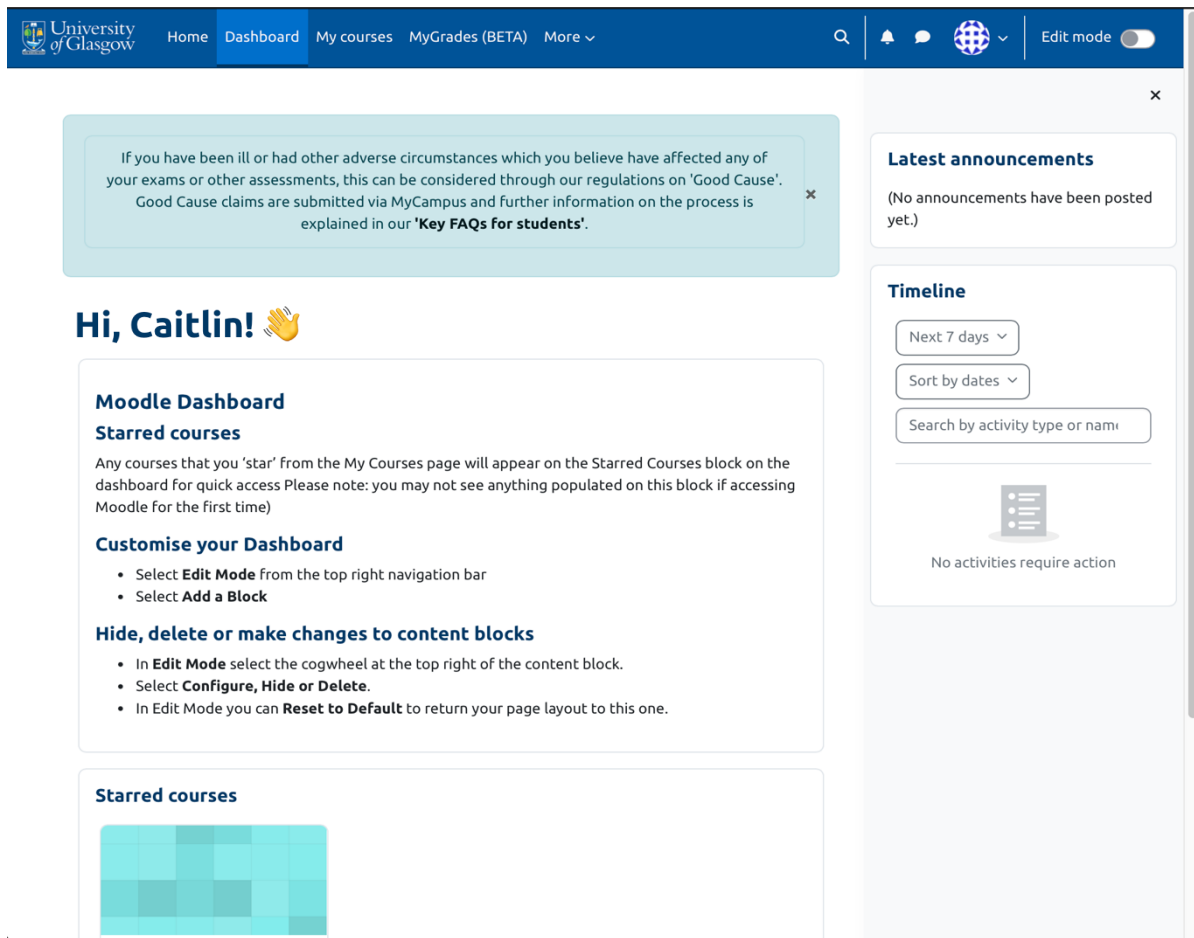 University
of Glasgow
Home Dashboard My courses MyGrades (BETA) More
Edit mode
If you have been ill or had other adverse circumstances which you believe have affected any of
your exams or other assessments, this can be considered through our regulations on 'Good Cause'.
Good Cause claims are submitted via MyCampus and further information on the process is
explained in our 'Key FAQs for students'.
Hi, Caitlin! 👋
Moodle Dashboard
Starred courses
Any courses that you ‘star’ from the My Courses page will appear on the Starred Courses block on the
dashboard for quick access Please note: you may not see anything populated on this block if accessing
Moodle for the first time)
Customise your Dashboard
• Select Edit Mode from the top right navigation bar
• Select Add a Block
Hide, delete or make changes to content blocks
• In Edit Mode select the cogwheel at the top right of the content block.
• Select Configure, Hide or Delete.
• In Edit Mode you can Reset to Default to return your page layout to this one.
Starred courses
Latest announcements
(No announcements have been posted
yet.)
Timeline
Next 7 days
Sort by dates
Search by activity type or nam
No activities require action